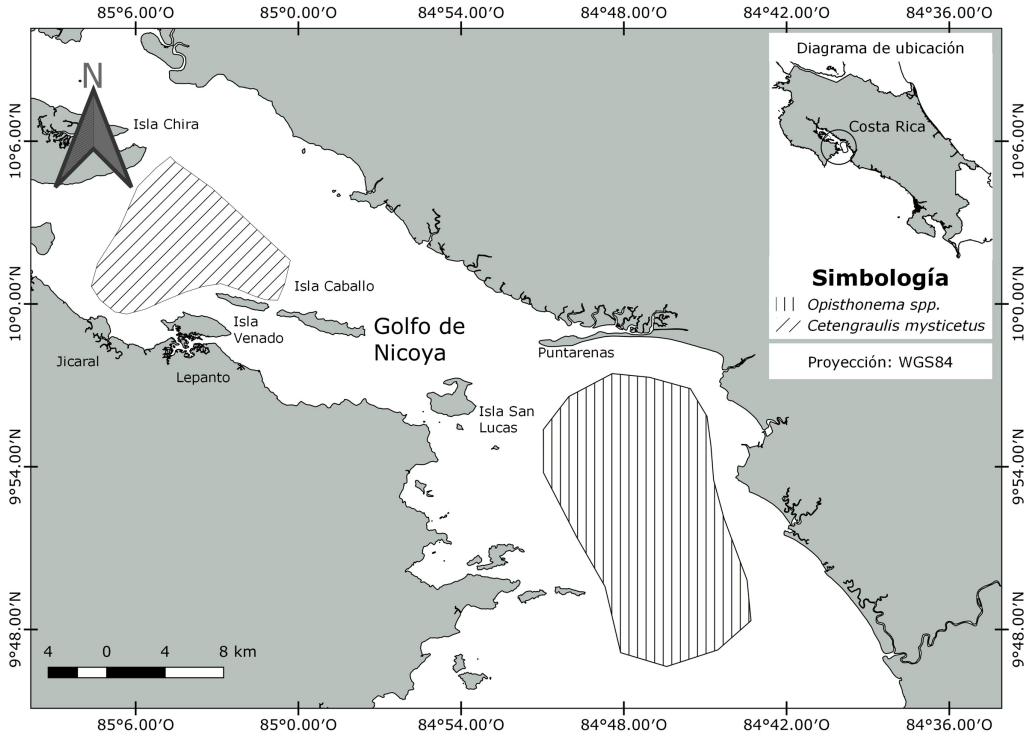 85°6.00′O 85°0.00′O 84°54.00′O 84°48.00′O 84°42.00′O 84°36.00′O
Diagrama de ubicación
N
Isla Chira
Costa Rica
10°6.00′N
10°6.00′N
Simbología
Opisthonema spp.
Cetengraulis mysticetus
Proyección: WGS84
Isla Caballo
10°0.00′N
10°0.00′N
Isla
Venado
Golfo de
Nicoya
Puntarenas
Jicaral
Lepanto
Isla San
Lucas
9°54.00′N
9°54.00′N
9°48.00′N
9°48.00′N
4 0 4 8 km
85°6.00′O 85°0.00′O 84°54.00′O 84°48.00′O 84°42.00′O 84°36.00′O